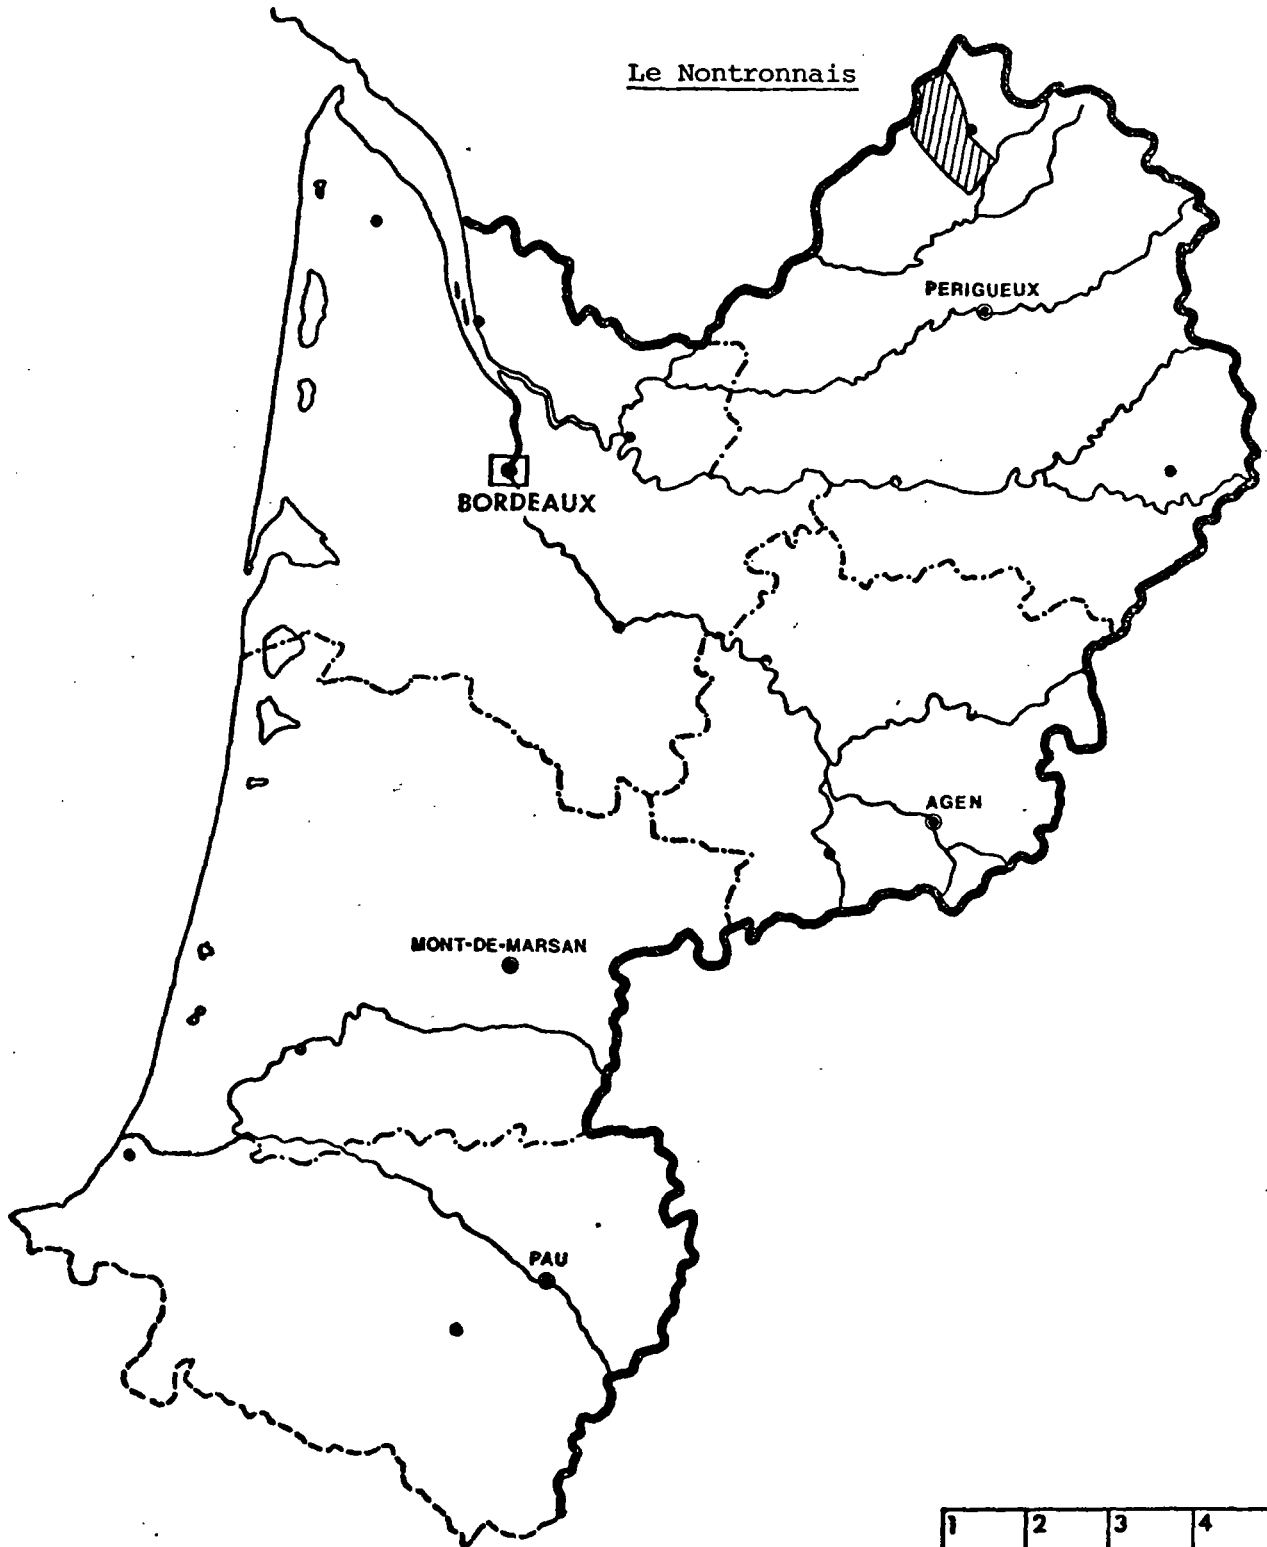 Le Nontronnais
PERIGUEUX
BORDEAUX
AGEN
MONT-DE-MARSAN
PAU
1 2 3 4